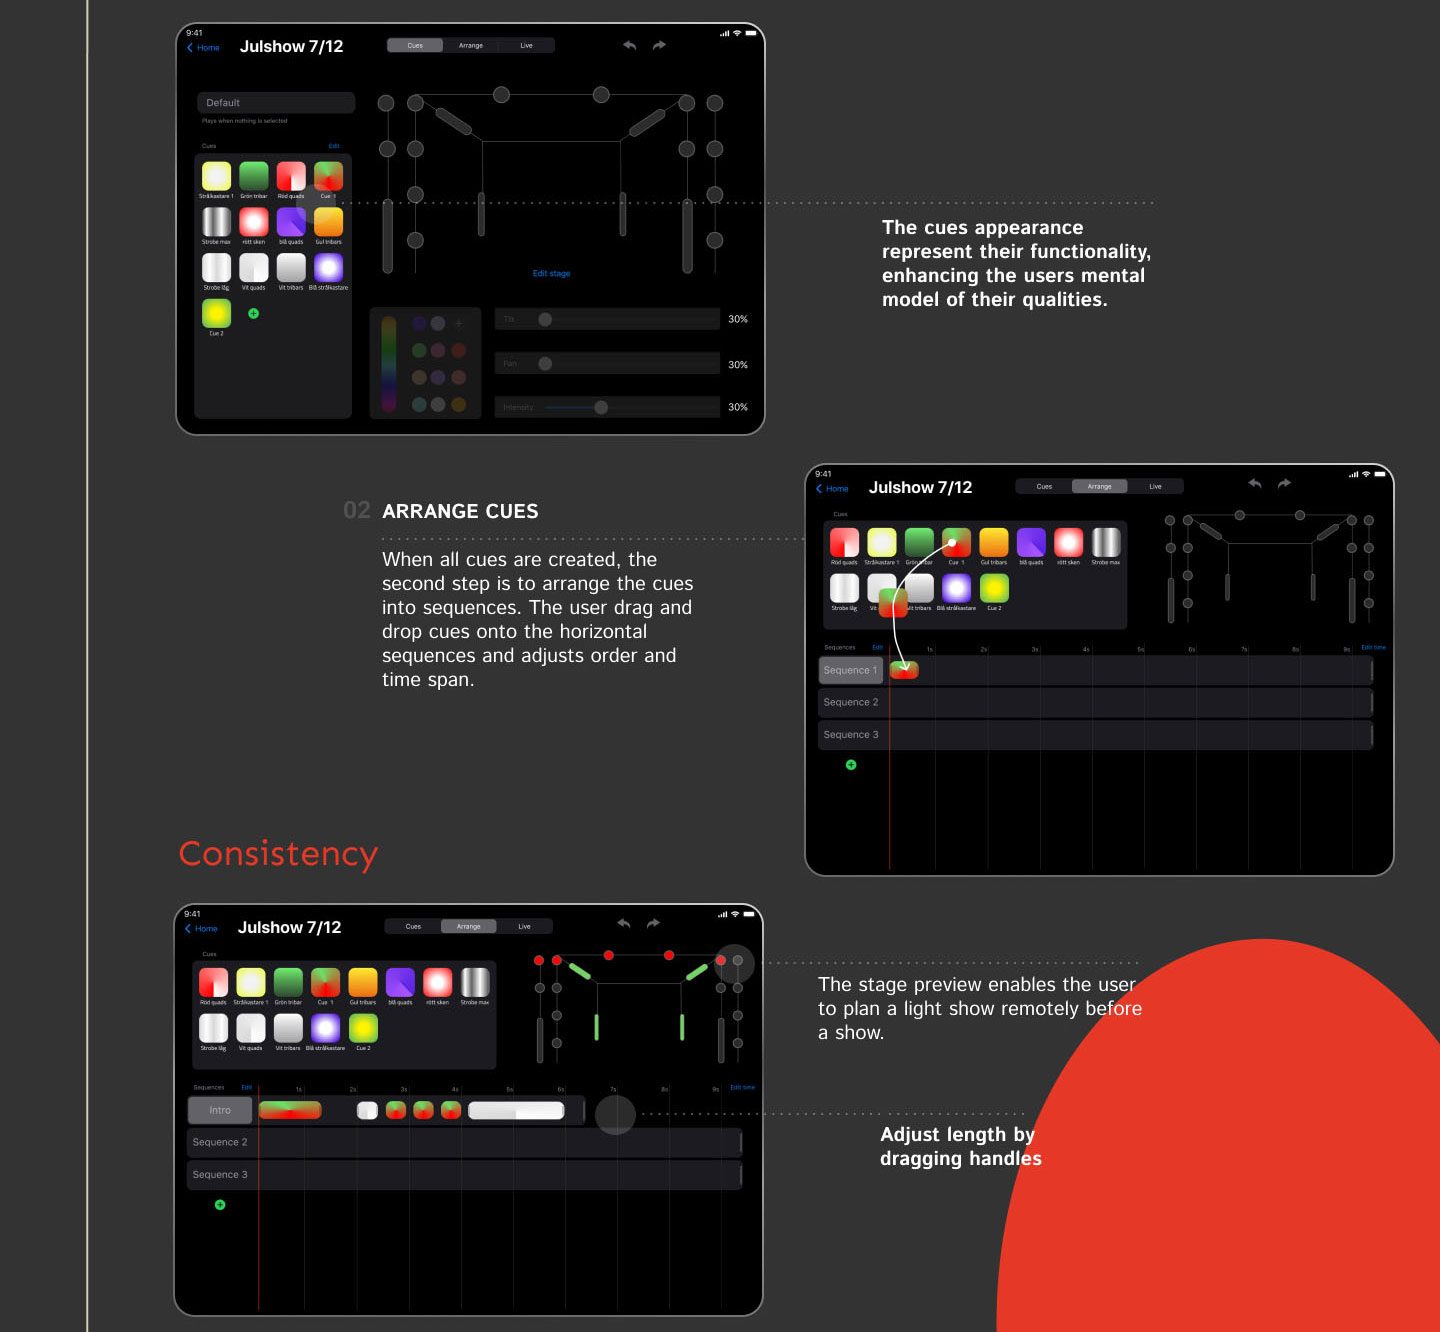 9:41
Home
Julshow 7/12
Cues
Arrange
Live
Default
Plays when nothing is selected
Cues
Edit
Strålkastare 1
Grön tribar
Röd quads
Cue 1
Strobe max
rött sken
blå quads
Gul tribars
Strobe låg
Vit quads
Vit tribars
Blå strålkastare
Cue 2
Edit stage
Tilt
30%
Pan
30%
Intensity
30%
The cues appearance
represent their functionality,
enhancing the users mental
model of their qualities.
02 ARRANGE CUES
When all cues are created, the
second step is to arrange the cues
into sequences. The user drag and
drop cues onto the horizontal
sequences and adjusts order and
time span.
9:41
Home
Julshow 7/12
Cues
Arrange
Live
Cues
Röd quads
Strålkastare 1
Grön tribar
Cue 1
Gul tribars
blå quads
rött sken
Strobe max
Strobe låg
Vit
Vit tribars
Blå strålkastare
Cue 2
Sequences
Edit
1s
2s
3s
4s
5s
6s
7s
8s
9s
Edit time
Sequence 1
Sequence 2
Sequence 3
Consistency
9:41
Home
Julshow 7/12
Cues
Arrange
Live
Cues
Röd quads
Strålkastare 1
Grön tribar
Cue 1
Gul tribars
blå quads
rött sken
Strobe max
Strobe låg
Vit quads
Vit tribars
Blå strålkastare
Cue 2
Sequences
Edit
1s
2s
3s
4s
5s
6s
7s
8s
9s
Edit time
Intro
Sequence 2
Sequence 3
The stage preview enables the user
to plan a light show remotely before
a show.
Adjust length by
dragging handles